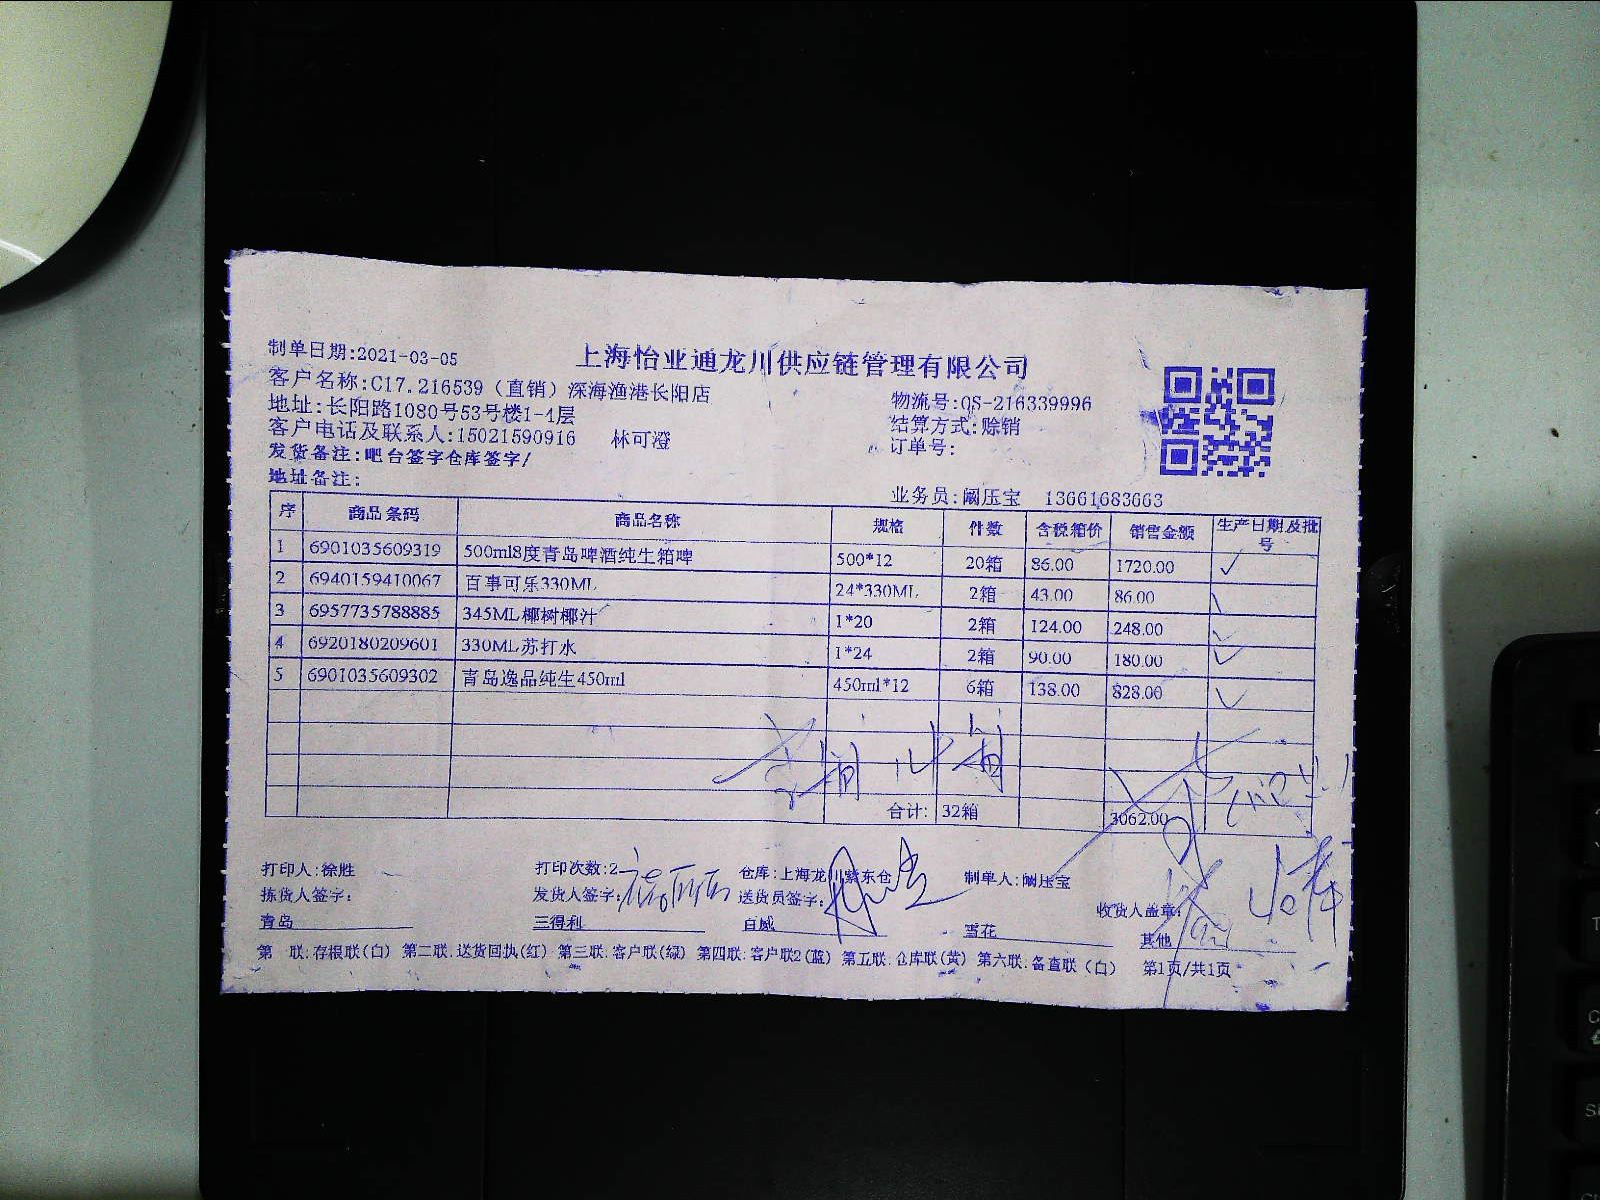 制单日期:2021-03-05
上海怡业通龙川供应链管理有限公司
客户名称:C17.216539（直销）深海渔港长阳店
物流号:QS-216339996
地址:长阳路1080号53号楼1-4层
结算方式:赊销
客户电话及联系人:15021590916 林可澄
订单号:
发货备注:吧台签字仓库签字/
地址备注:
业务员:阚压宝 13661683663
序 商品条码 商品名称 规格 件数 含税箱价 销售金额 生产日期及批号
1 6901035609319 500ml8度青岛啤酒纯生箱啤 500*12 20箱 86.00 1720.00
2 6940159410067 百事可乐330ML 24*330ML 2箱 43.00 86.00
3 6957735788885 345ML椰树椰汁 1*20 2箱 124.00 248.00
4 6920180209601 330ML苏打水 1*24 2箱 90.00 180.00
5 6901035609302 青岛逸品纯生450ml 450ml*12 6箱 138.00 828.00
合计: 32箱 3062.00
打印人:徐胜 打印次数:2 仓库:上海龙川紫东仓 制单人:阚压宝
拣货人签字: 发货人签字: 送货员签字: 收货人盖章:
青岛 三得利 百威 雪花 其他
第 联:存根联(白) 第二联:送货回执(红) 第三联:客户联(绿) 第四联:客户联2(蓝) 第五联:仓库联(黄) 第六联:备查联(白) 第1页/共1页